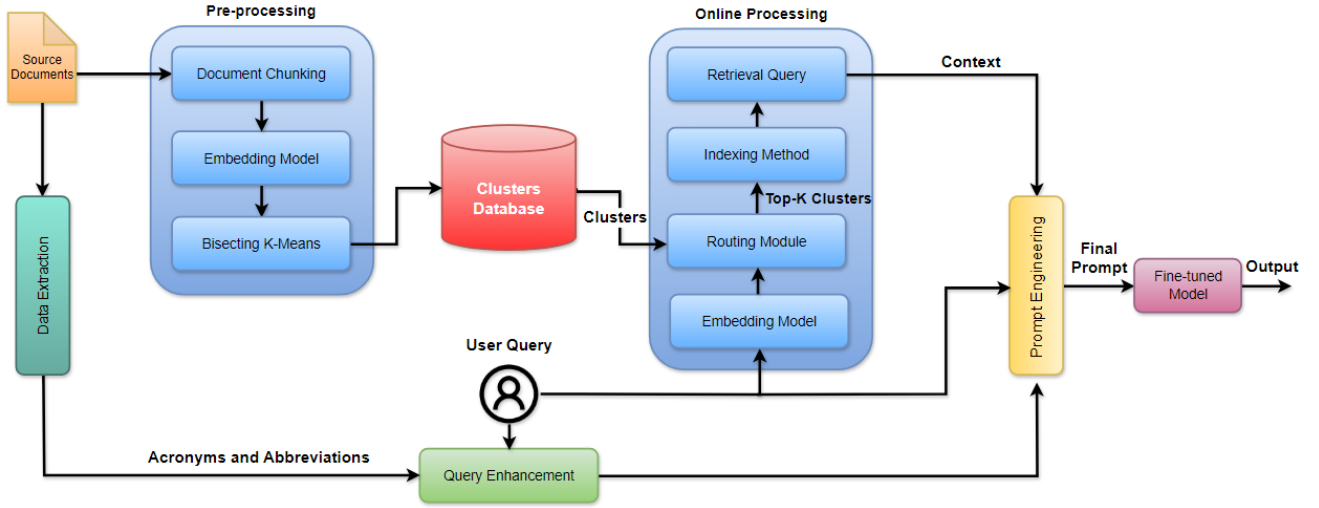 Pre-processing
Online Processing
Source
Documents
Document Chunking
Embedding Model
Bisecting K-Means
Clusters
Database
Clusters
Retrieval Query
Indexing Method
Top-K Clusters
Routing Module
Embedding Model
Context
Data Extraction
User Query
Acronyms and Abbreviations
Query Enhancement
Prompt Engineering
Final
Prompt
Fine-tuned
Model
Output